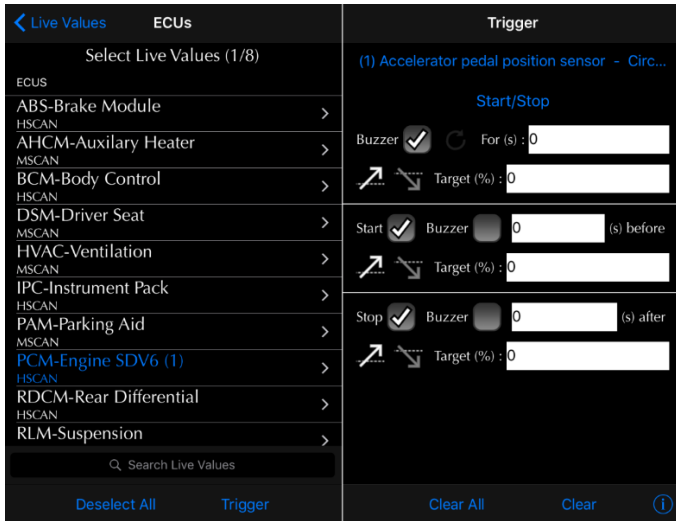 Live Values
ECUs
Select Live Values (1/8)
ECUS
ABS-Brake Module
HSCAN
AHCM-Auxilary Heater
MSCAN
BCM-Body Control
HSCAN
DSM-Driver Seat
MSCAN
HVAC-Ventilation
MSCAN
IPC-Instrument Pack
HSCAN
PAM-Parking Aid
MSCAN
PCM-Engine SDV6 (1)
HSCAN
RDCM-Rear Differential
HSCAN
RLM-Suspension
Search Live Values
Deselect All Trigger
Trigger
(1) Accelerator pedal position sensor - Circ...
Start/Stop
Buzzer For (s) : 0
Target (%) : 0
Start Buzzer 0 (s) before
Target (%) : 0
Stop Buzzer 0 (s) after
Target (%) : 0
Clear All Clear